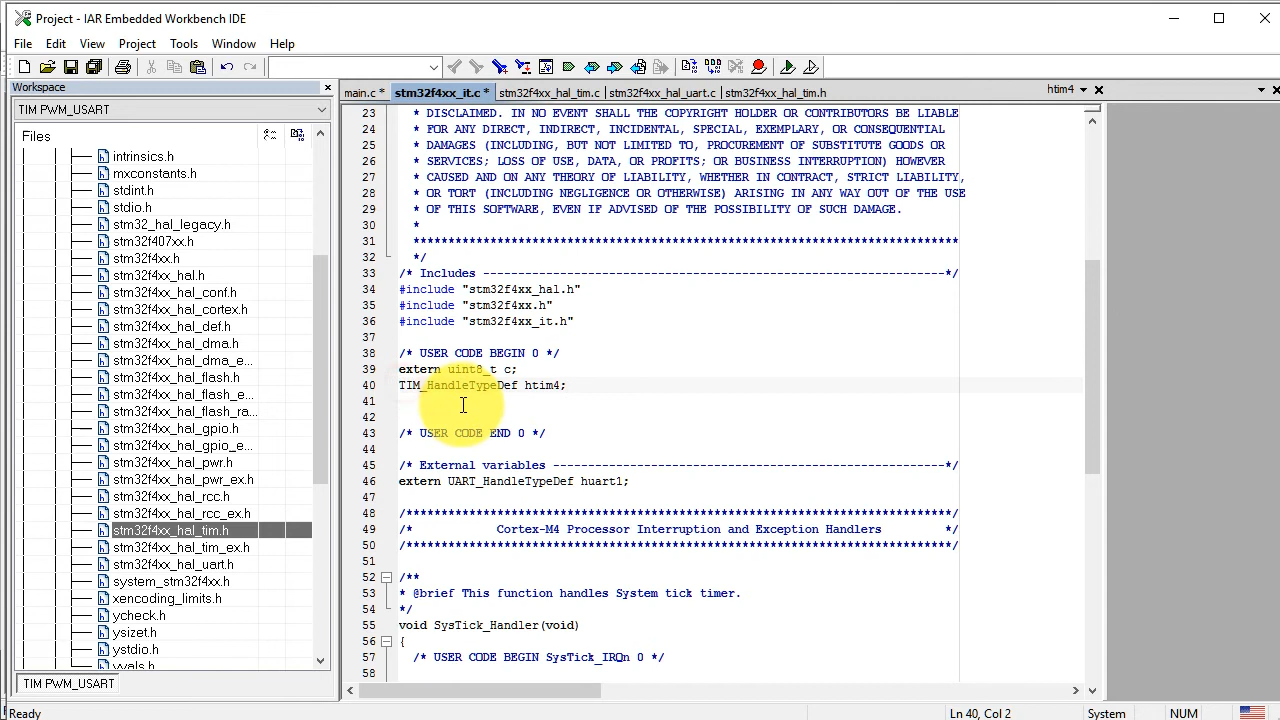 Project - IAR Embedded Workbench IDE
File Edit View Project Tools Window Help
Workspace
TIM PWM_USART
Files
intrinsics.h
mxconstants.h
stdint.h
stdio.h
stm32_hal_legacy.h
stm32f407xx.h
stm32f4xx.h
stm32f4xx_hal.h
stm32f4xx_hal_conf.h
stm32f4xx_hal_cortex.h
stm32f4xx_hal_def.h
stm32f4xx_hal_dma.h
stm32f4xx_hal_dma_e...
stm32f4xx_hal_flash.h
stm32f4xx_hal_flash_e...
stm32f4xx_hal_flash_ra...
stm32f4xx_hal_gpio.h
stm32f4xx_hal_gpio_e...
stm32f4xx_hal_pwr.h
stm32f4xx_hal_pwr_ex.h
stm32f4xx_hal_rcc.h
stm32f4xx_hal_rcc_ex.h
stm32f4xx_hal_tim.h
stm32f4xx_hal_tim_ex.h
stm32f4xx_hal_uart.h
system_stm32f4xx.h
xencoding_limits.h
ycheck.h
ysizet.h
ystdio.h
yvals.h
TIM PWM_USART
main.c * stm32f4xx_it.c * stm32f4xx_hal_tim.c stm32f4xx_hal_uart.c stm32f4xx_hal_tim.h htim4
23 * DISCLAIMED. IN NO EVENT SHALL THE COPYRIGHT HOLDER OR CONTRIBUTORS BE LIABLE
24 * FOR ANY DIRECT, INDIRECT, INCIDENTAL, SPECIAL, EXEMPLARY, OR CONSEQUENTIAL
25 * DAMAGES (INCLUDING, BUT NOT LIMITED TO, PROCUREMENT OF SUBSTITUTE GOODS OR
26 * SERVICES; LOSS OF USE, DATA, OR PROFITS; OR BUSINESS INTERRUPTION) HOWEVER
27 * CAUSED AND ON ANY THEORY OF LIABILITY, WHETHER IN CONTRACT, STRICT LIABILITY,
28 * OR TORT (INCLUDING NEGLIGENCE OR OTHERWISE) ARISING IN ANY WAY OUT OF THE USE
29 * OF THIS SOFTWARE, EVEN IF ADVISED OF THE POSSIBILITY OF SUCH DAMAGE.
30 *
31 ******************************************************************************
32 */
33 /* Includes ------------------------------------------------------------------*/
34 #include "stm32f4xx_hal.h"
35 #include "stm32f4xx.h"
36 #include "stm32f4xx_it.h"
37
38 /* USER CODE BEGIN 0 */
39 extern uint8_t c;
40 TIM_HandleTypeDef htim4;
41
42
43 /* USER CODE END 0 */
44
45 /* External variables --------------------------------------------------------*/
46 extern UART_HandleTypeDef huart1;
47
48 /******************************************************************************/
49 /* Cortex-M4 Processor Interruption and Exception Handlers */
50 /******************************************************************************/
51
52 /**
53 * @brief This function handles System tick timer.
54 */
55 void SysTick_Handler(void)
56 {
57 /* USER CODE BEGIN SysTick_IRQn 0 */
58
Ready Ln 40, Col 2 System NUM